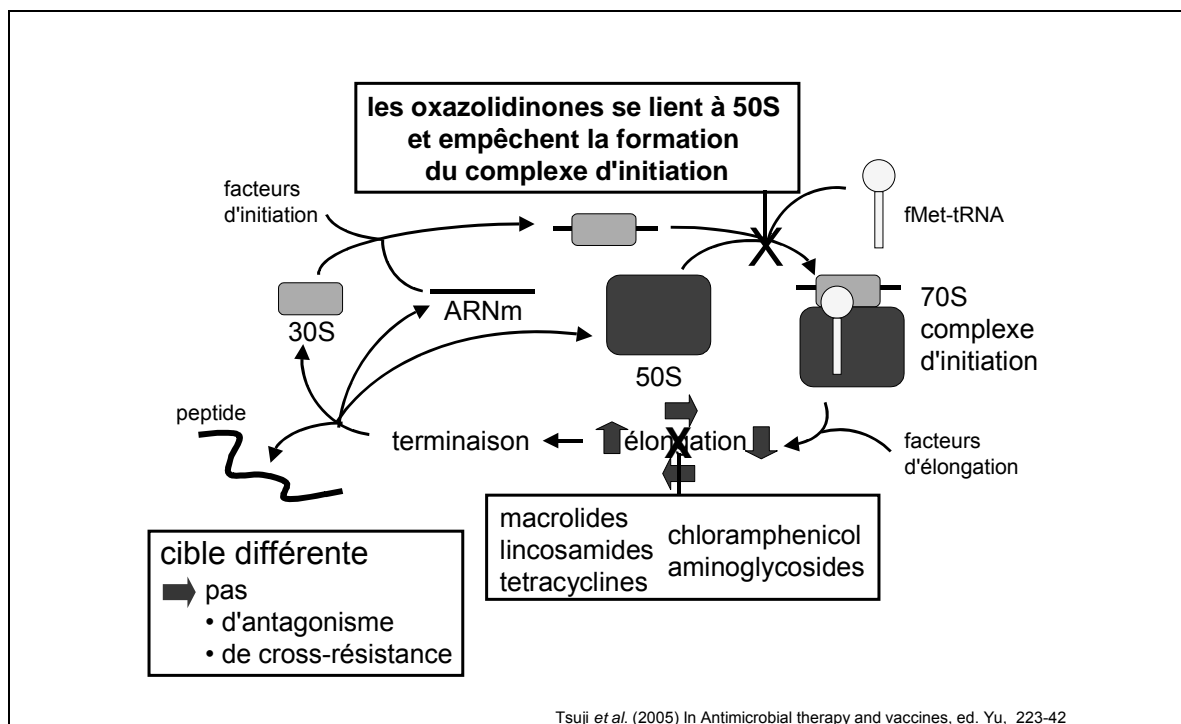 les oxazolidinones se lient à 50S
et empêchent la formation
du complexe d'initiation
facteurs
d'initiation
fMet-tRNA
30S
ARNm
50S
70S
complexe
d'initiation
peptide
terminaison
élongation
facteurs
d'élongation
macrolides
lincosamides
tetracyclines
chloramphenicol
aminoglycosides
cible différente
pas
• d'antagonisme
• de cross-résistance
Tsuji et al. (2005) In Antimicrobial therapy and vaccines, ed. Yu, 223-42